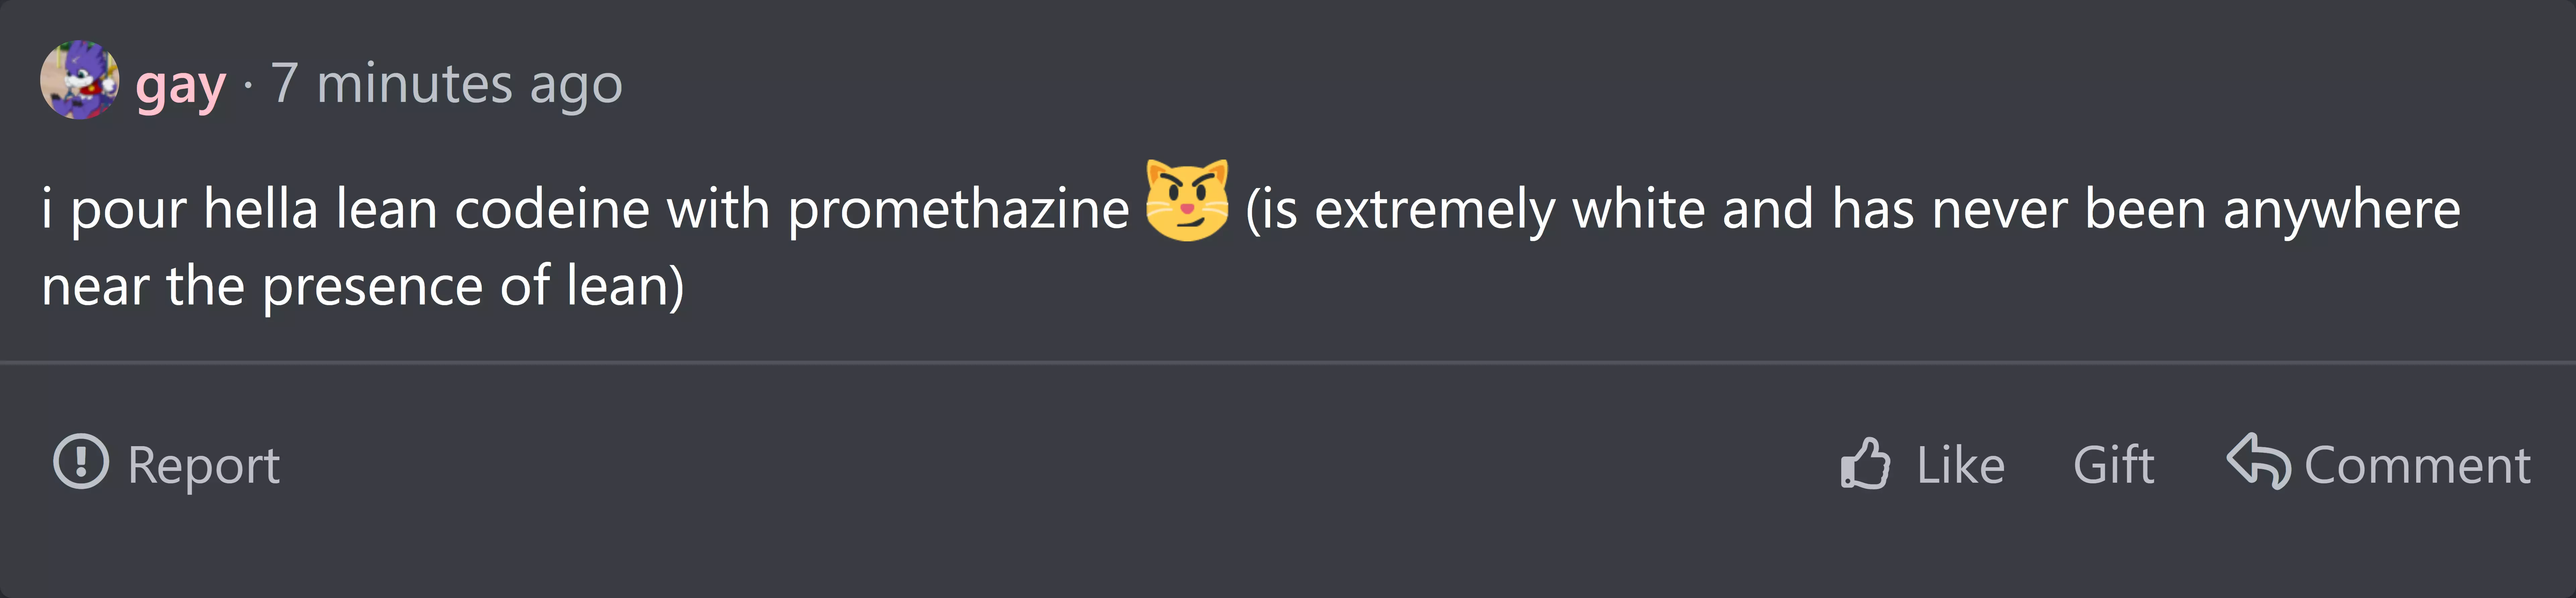 gay · 7 minutes ago
i pour hella lean codeine with promethazine 😼 (is extremely white and has never been anywhere
near the presence of lean)
Report Like Gift Comment